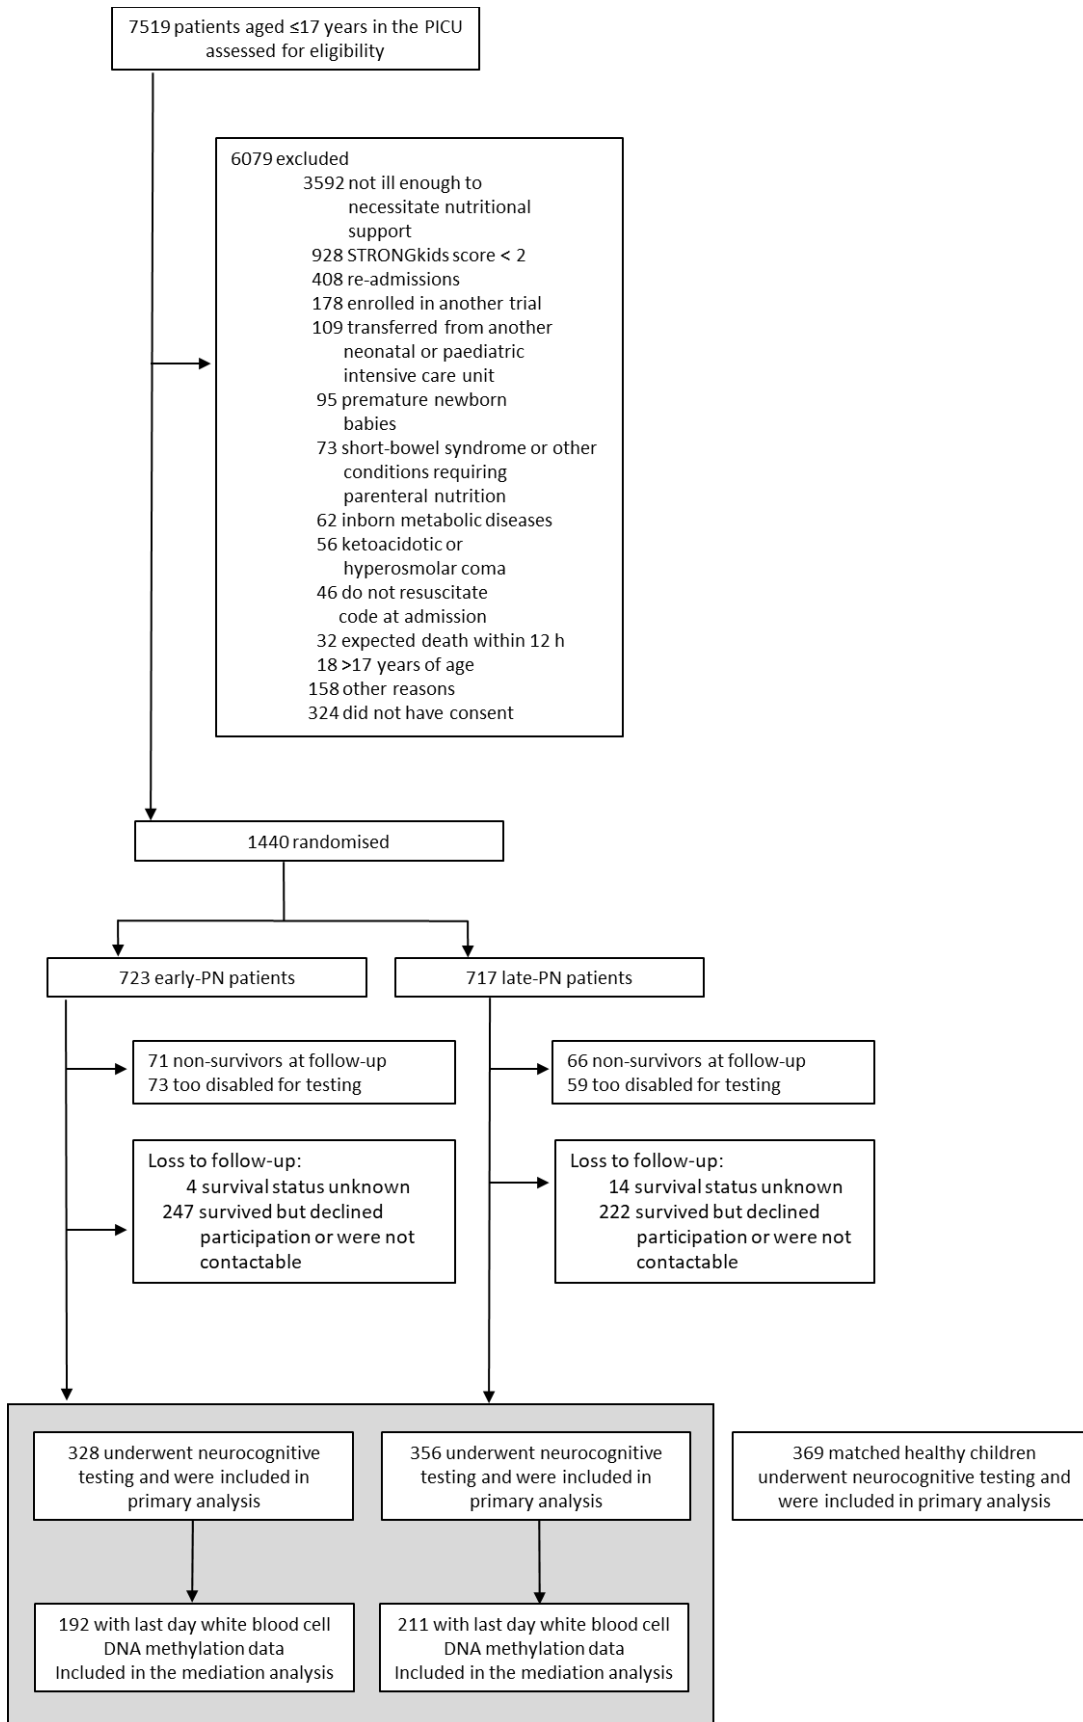 7519 patients aged ≤17 years in the PICU
assessed for eligibility
6079 excluded
3592 not ill enough to
necessitate nutritional
support
928 STRONGkids score < 2
408 re-admissions
178 enrolled in another trial
109 transferred from another
neonatal or paediatric
intensive care unit
95 premature newborn
babies
73 short-bowel syndrome or other
conditions requiring
parenteral nutrition
62 inborn metabolic diseases
56 ketoacidotic or
hyperosmolar coma
46 do not resuscitate
code at admission
32 expected death within 12 h
18 >17 years of age
158 other reasons
324 did not have consent
1440 randomised
723 early-PN patients
717 late-PN patients
71 non-survivors at follow-up
73 too disabled for testing
66 non-survivors at follow-up
59 too disabled for testing
Loss to follow-up:
4 survival status unknown
247 survived but declined
participation or were not
contactable
Loss to follow-up:
14 survival status unknown
222 survived but declined
participation or were not
contactable
328 underwent neurocognitive
testing and were included in
primary analysis
356 underwent neurocognitive
testing and were included in
primary analysis
369 matched healthy children
underwent neurocognitive testing and
were included in primary analysis
192 with last day white blood cell
DNA methylation data
Included in the mediation analysis
211 with last day white blood cell
DNA methylation data
Included in the mediation analysis